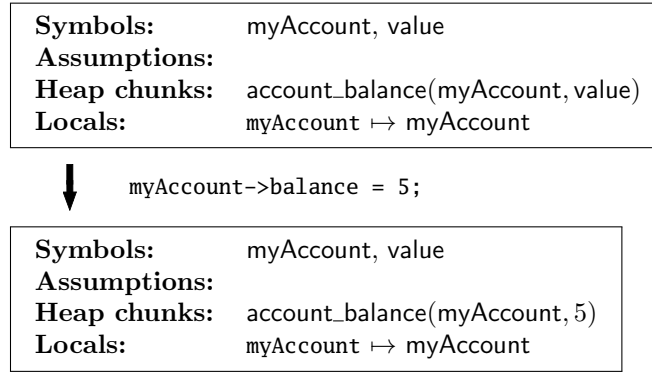 Symbols: myAccount, value
Assumptions:
Heap chunks: account_balance(myAccount, value)
Locals: myAccount ↦ myAccount
myAccount->balance = 5;
Symbols: myAccount, value
Assumptions:
Heap chunks: account_balance(myAccount, 5)
Locals: myAccount ↦ myAccount